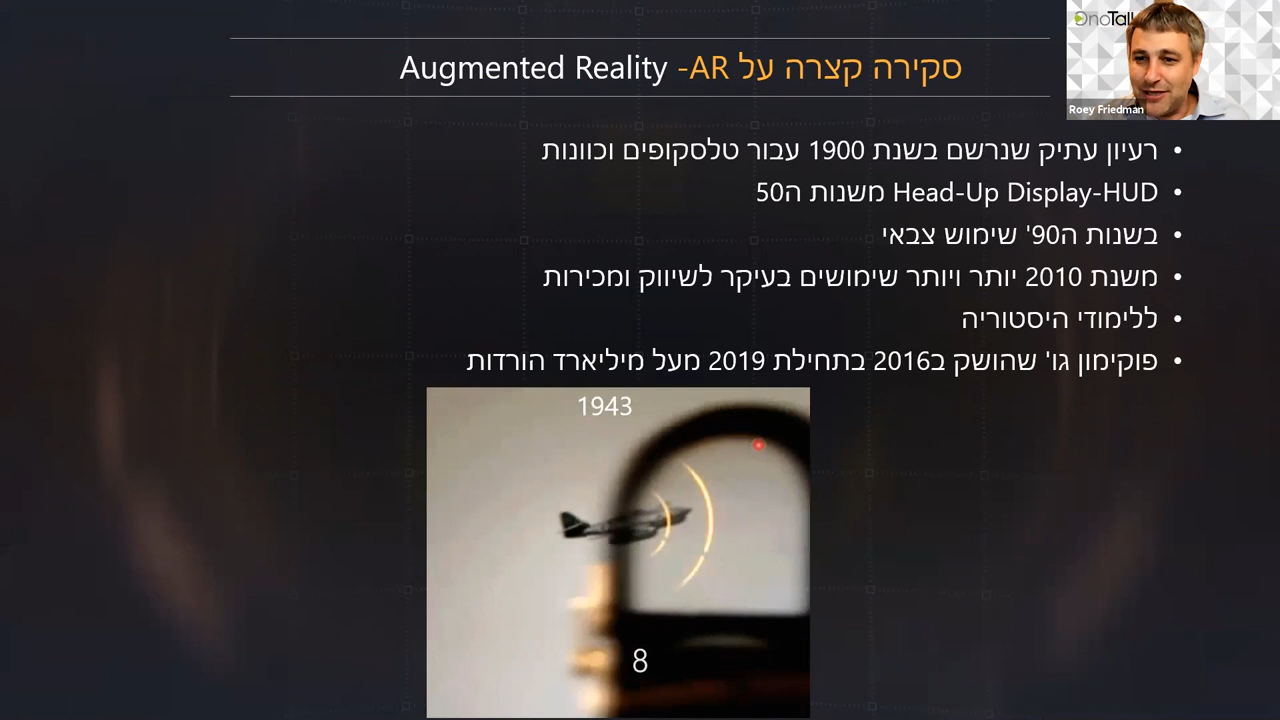 סקירה קצרה על AR- Augmented Reality
OnoTalk
Roey Friedman
• רעיון עתיק שנרשם בשנת 1900 עבור טלסקופים וכוונות
• Head-Up Display-HUD משנות ה50
• בשנות ה90' שימוש צבאי
• משנת 2010 יותר ויותר שימושים בעיקר לשיווק ומכירות
• ללימודי היסטוריה
• פוקימון גו' שהושק ב2016 בתחילת 2019 מעל מיליארד הורדות
1943
8